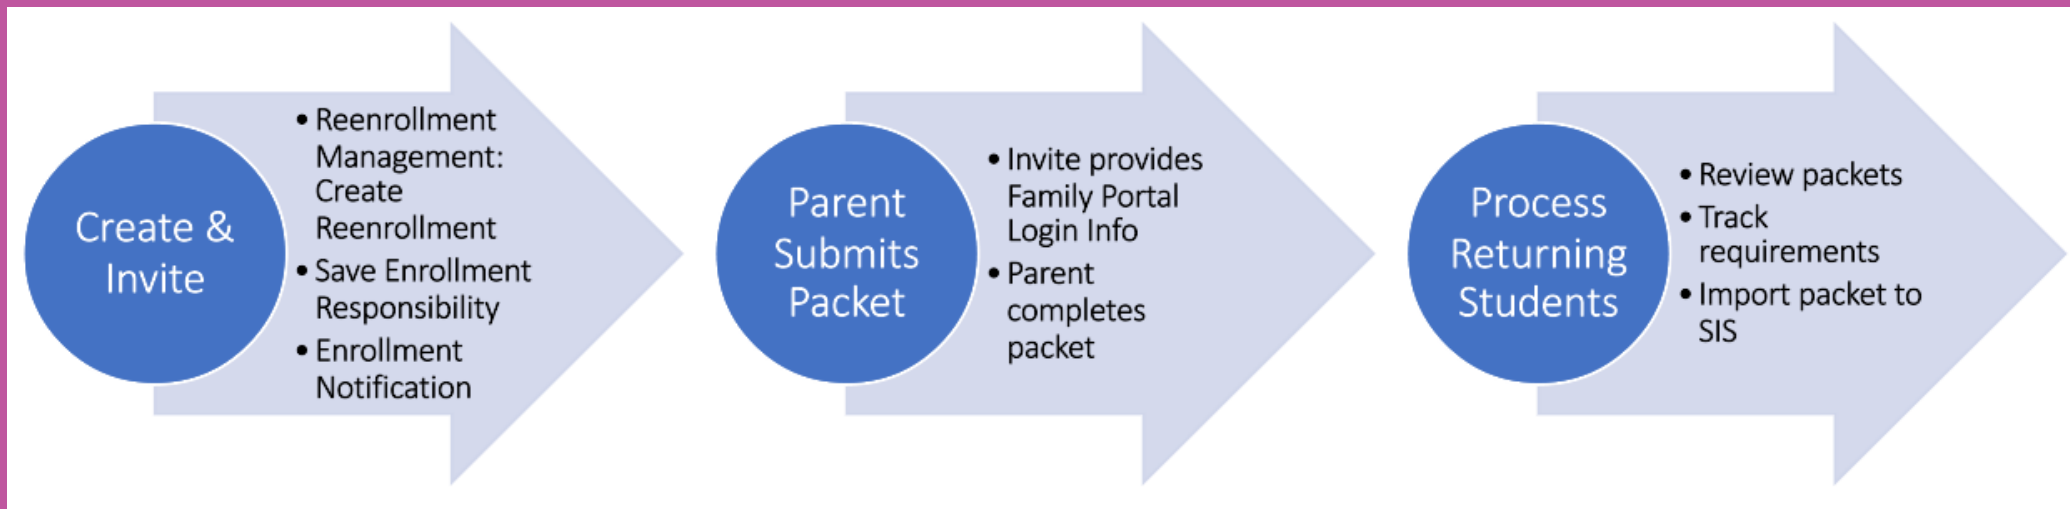 Create &
Invite
• Reenrollment
Management:
Create
Reenrollment
• Save Enrollment
Responsibility
• Enrollment
Notification
Parent
Submits
Packet
• Invite provides
Family Portal
Login Info
• Parent
completes
packet
Process
Returning
Students
• Review packets
• Track
requirements
• Import packet to
SIS